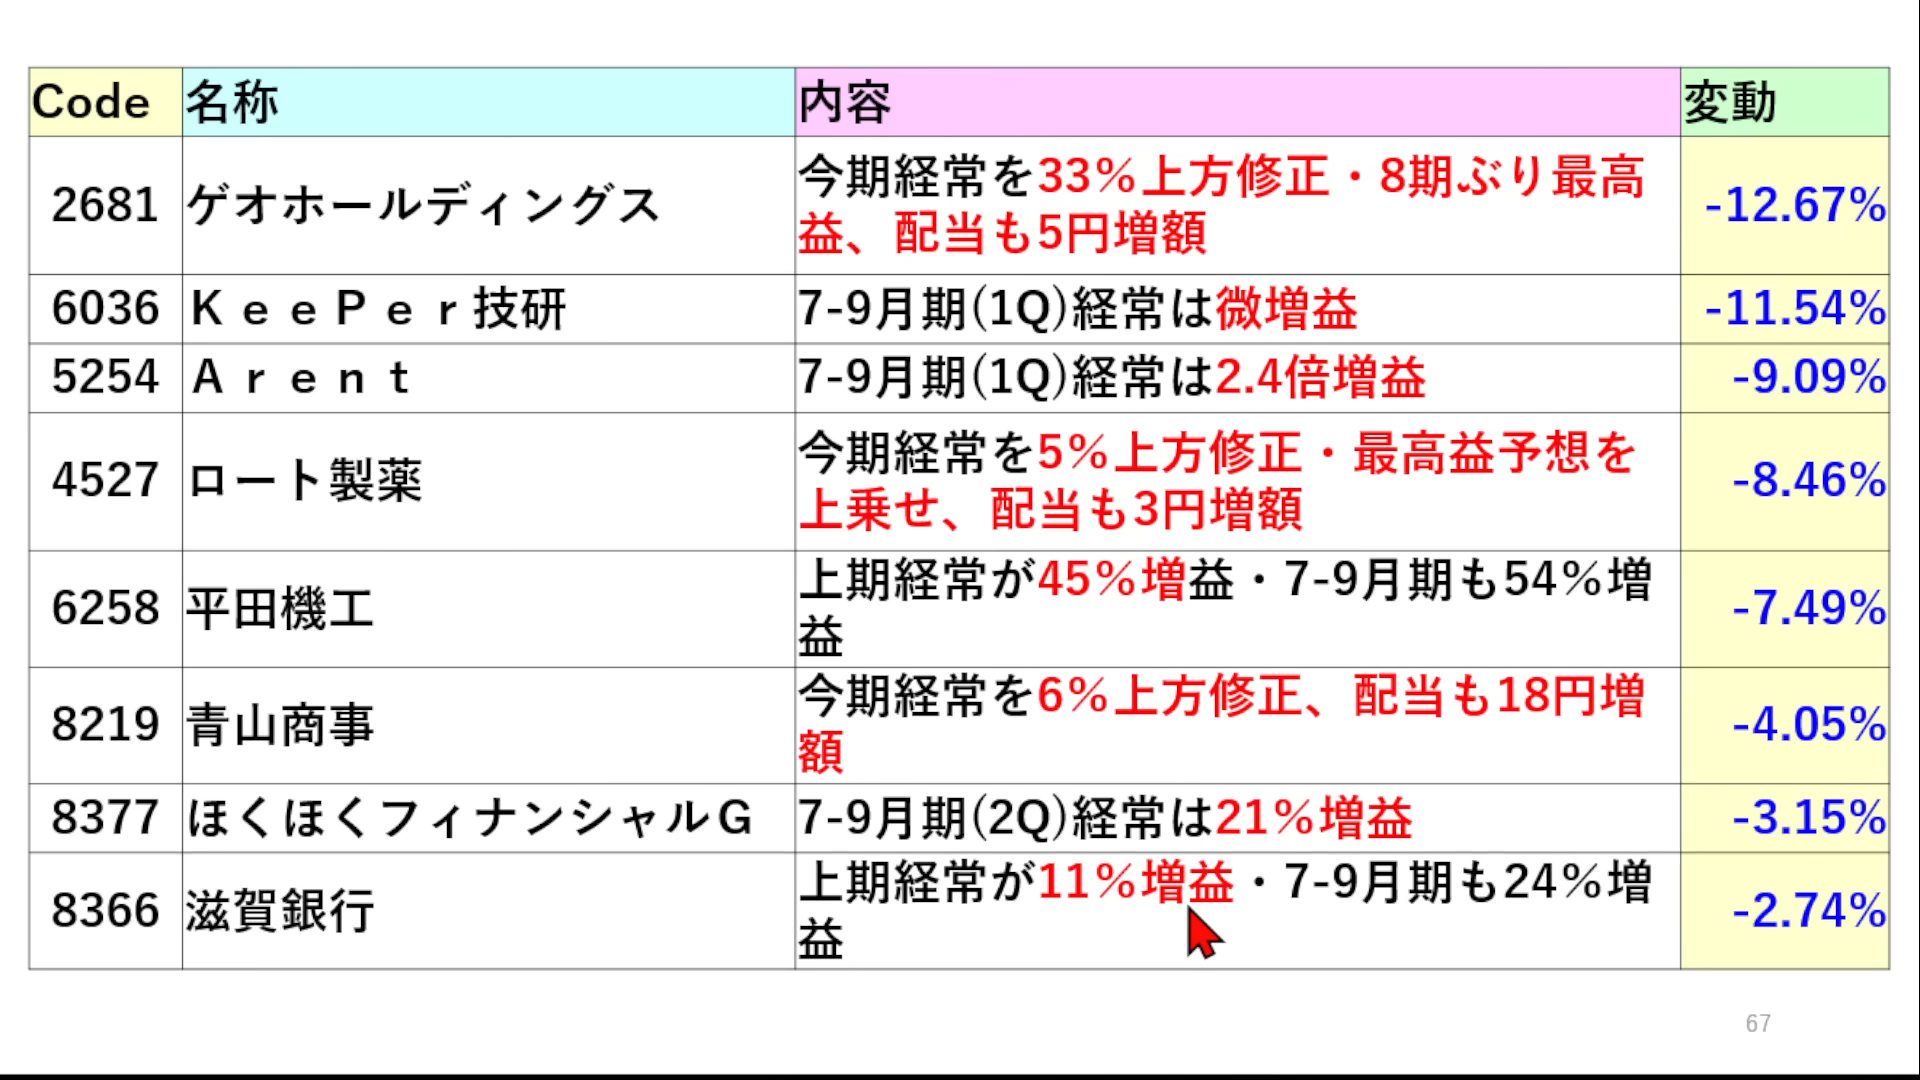 Code 名称 内容 変動
2681 ゲオホールディングス 今期経常を33%上方修正・8期ぶり最高
益、配当も5円増額 -12.67%
6036 ＫｅｅＰｅｒ技研 7-9月期(1Q)経常は微増益 -11.54%
5254 Ａｒｅｎｔ 7-9月期(1Q)経常は2.4倍増益 -9.09%
4527 ロート製薬 今期経常を5%上方修正・最高益予想を
上乗せ、配当も3円増額 -8.46%
6258 平田機工 上期経常が45%増益・7-9月期も54%増
益 -7.49%
8219 青山商事 今期経常を6%上方修正、配当も18円増
額 -4.05%
8377 ほくほくフィナンシャルＧ 7-9月期(2Q)経常は21%増益 -3.15%
8366 滋賀銀行 上期経常が11%増益・7-9月期も24%増
益 -2.74%
67